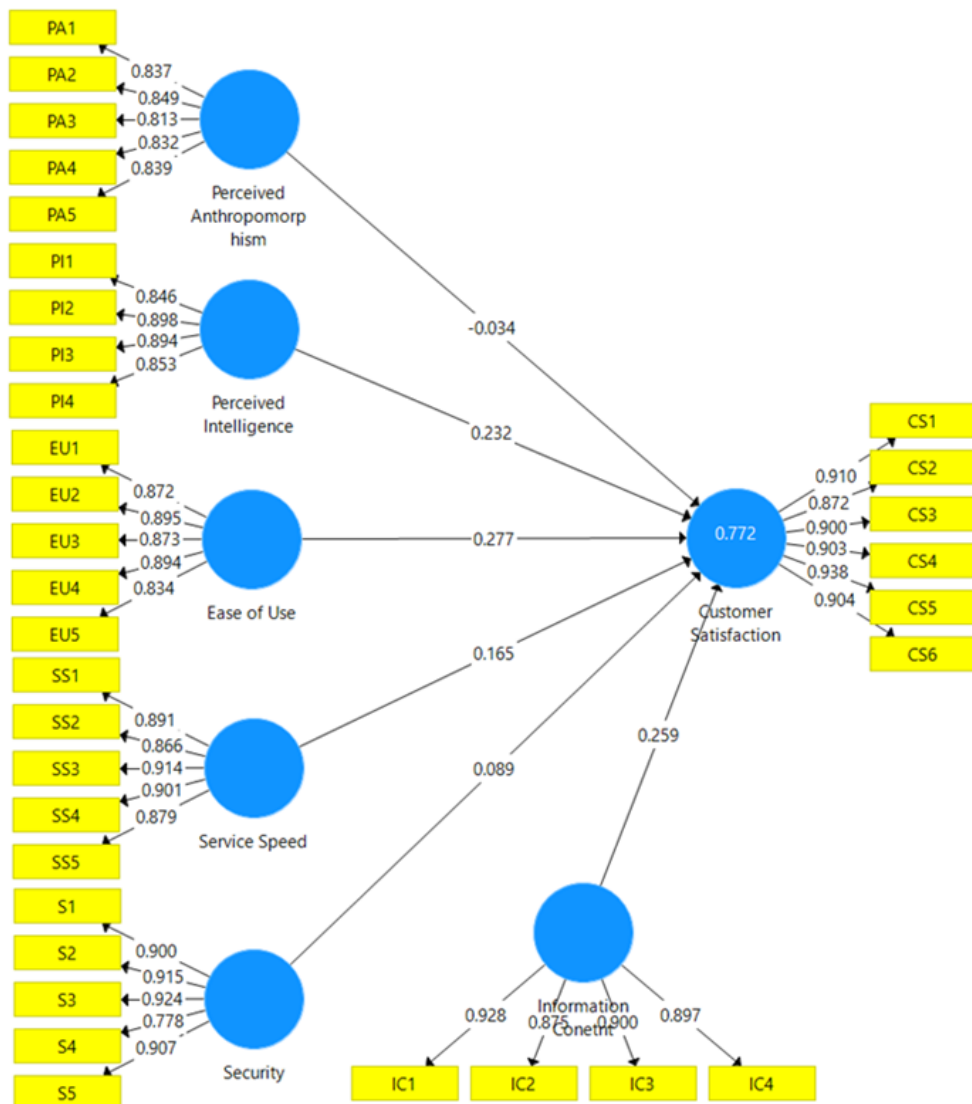 PA1
0.837
PA2
0.849
PA3
0.813
PA4
0.832
0.839
PA5
Perceived
Anthropomorp
hism
-0.034
PI1
0.846
PI2
0.898
PI3
0.894
0.853
PI4
Perceived
Intelligence
0.232
EU1
0.872
EU2
0.895
EU3
0.873
EU4
0.894
0.834
EU5
Ease of Use
0.277
SS1
0.891
SS2
0.866
SS3
0.914
SS4
0.901
0.879
SS5
Service Speed
0.165
S1
0.900
S2
0.915
S3
0.924
S4
0.778
0.907
S5
Security
0.089
0.772
Customer
Satisfaction
CS1
0.910
CS2
0.872
CS3
0.900
CS4
0.903
CS5
0.938
0.904
CS6
0.259
Information
Conetnt
0.928
0.875
0.900
0.897
IC1
IC2
IC3
IC4